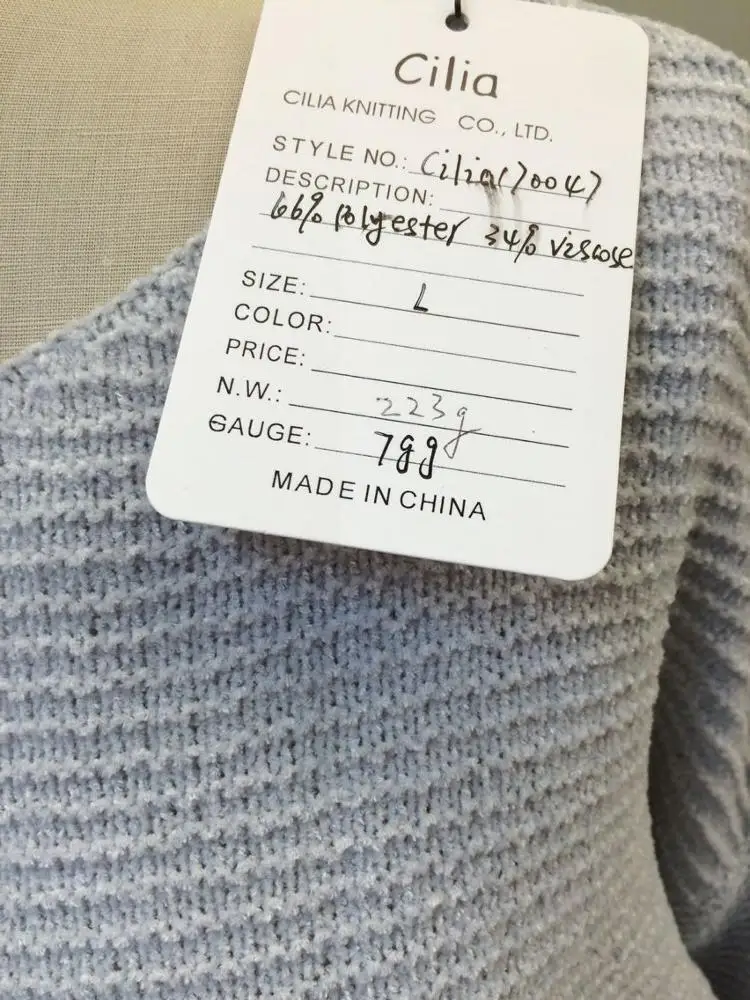 Cilia
CILIA KNITTING CO., LTD.
STYLE NO.: Cilia170047
DESCRIPTION:
66% polyester 34% viscose
SIZE: L
COLOR:
PRICE:
N.W.: 223g
GAUGE: 7gg
MADE IN CHINA